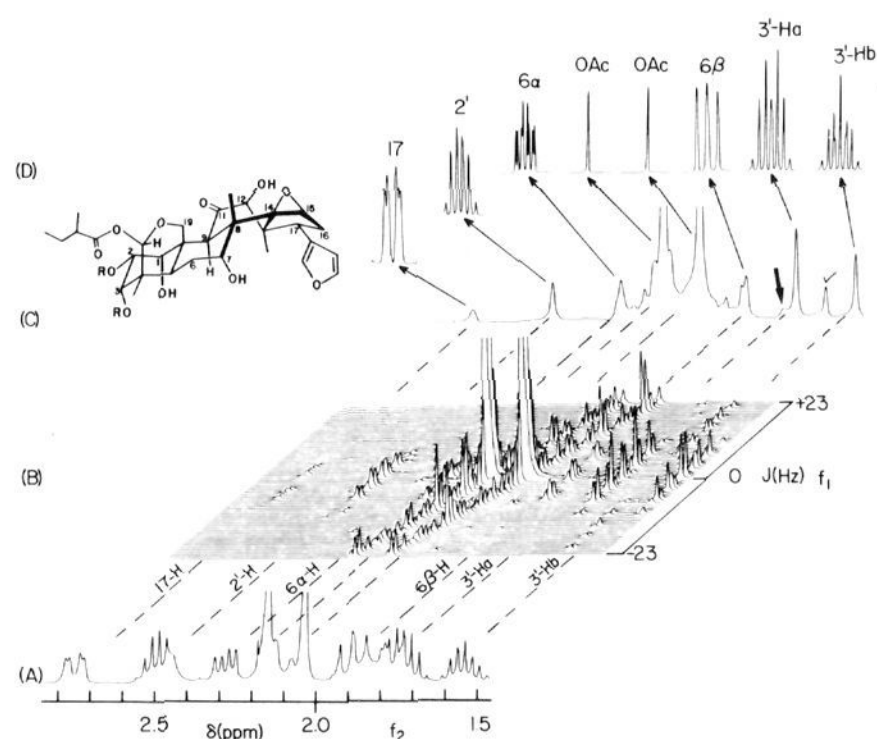 3'-Ha
3'-Hb
6α
OAc
OAc
6β
2'
17
(D)
O
12
OH
O
11
14
15
19
O
O
H
9
8
17
16
O
2
1
H
7
RO
6
OH
O
3
OH
RO
(C)
+23
(B)
0 J(Hz) f1
-23
17-H
2'-H
6α-H
6β-H
3'-Ha
3'-Hb
(A)
2.5
2.0
1.5
δ(ppm)
f2